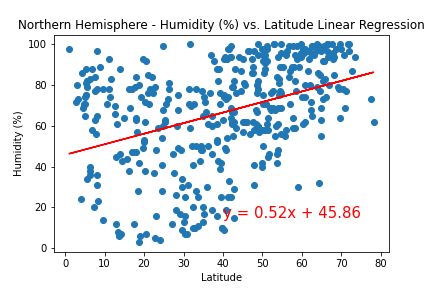 Northern Hemisphere - Humidity (%) vs. Latitude Linear Regression
100
80
60
40
20
0
Humidity (%)
y = 0.52x + 45.86
0 10 20 30 40 50 60 70 80
Latitude